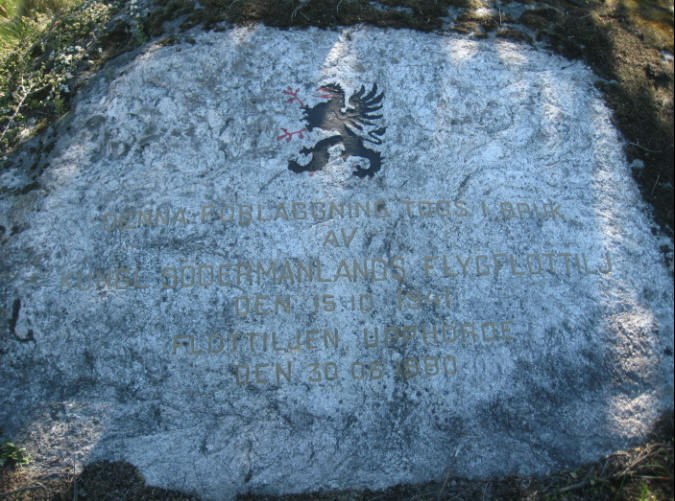 DENNA FÖRLÄGGNING TOGS I BRUK
AV
KUNGL SÖDERMANLANDS FLYGFLOTTILJ
DEN 15.10 1941
FLOTTILJEN UPPHÖRDE
DEN 30 06 1980